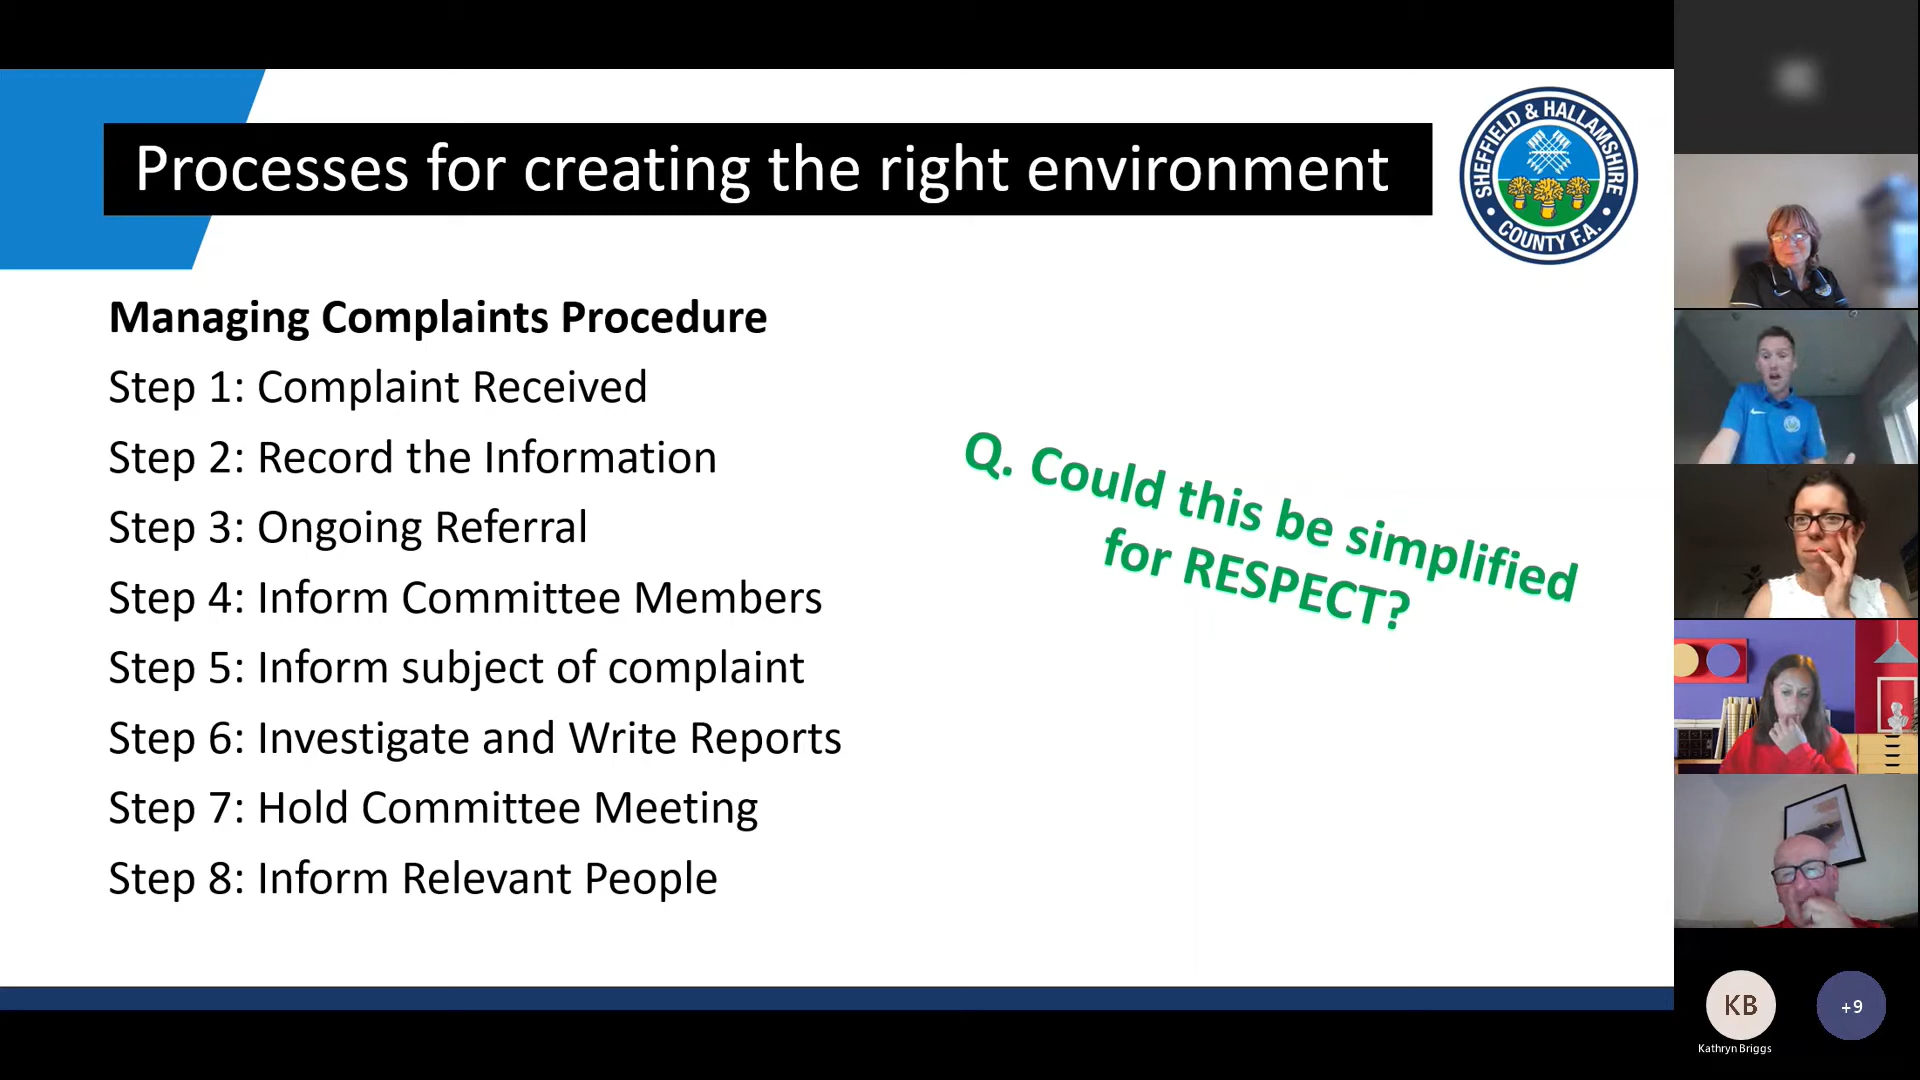 Processes for creating the right environment
SHEFFIELD & HALLAMSHIRE
COUNTY F.A.
Managing Complaints Procedure
Step 1: Complaint Received
Step 2: Record the Information
Step 3: Ongoing Referral
Step 4: Inform Committee Members
Step 5: Inform subject of complaint
Step 6: Investigate and Write Reports
Step 7: Hold Committee Meeting
Step 8: Inform Relevant People
Q. Could this be simplified
for RESPECT?
KB
+9
Kathryn Briggs